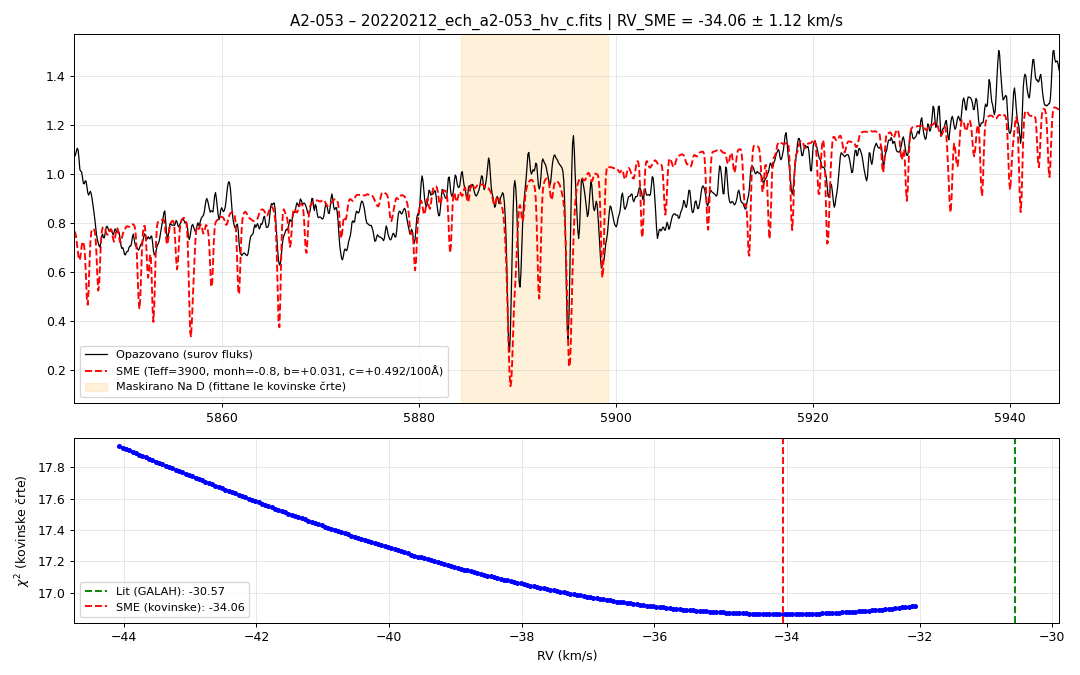 A2-053 – 20220212_ech_a2-053_hv_c.fits | RV_SME = -34.06 ± 1.12 km/s
1.4
1.2
1.0
0.8
0.6
0.4
0.2
Opazovano (surov fluks)
SME (Teff=3900, monh=-0.8, b=+0.031, c=+0.492/100Å)
Maskirano Na D (fittane le kovinske črte)
5860 5880 5900 5920 5940
χ² (kovinske črte)
17.8
17.6
17.4
17.2
17.0
Lit (GALAH): -30.57
SME (kovinske): -34.06
−44 −42 −40 −38 −36 −34 −32 −30
RV (km/s)